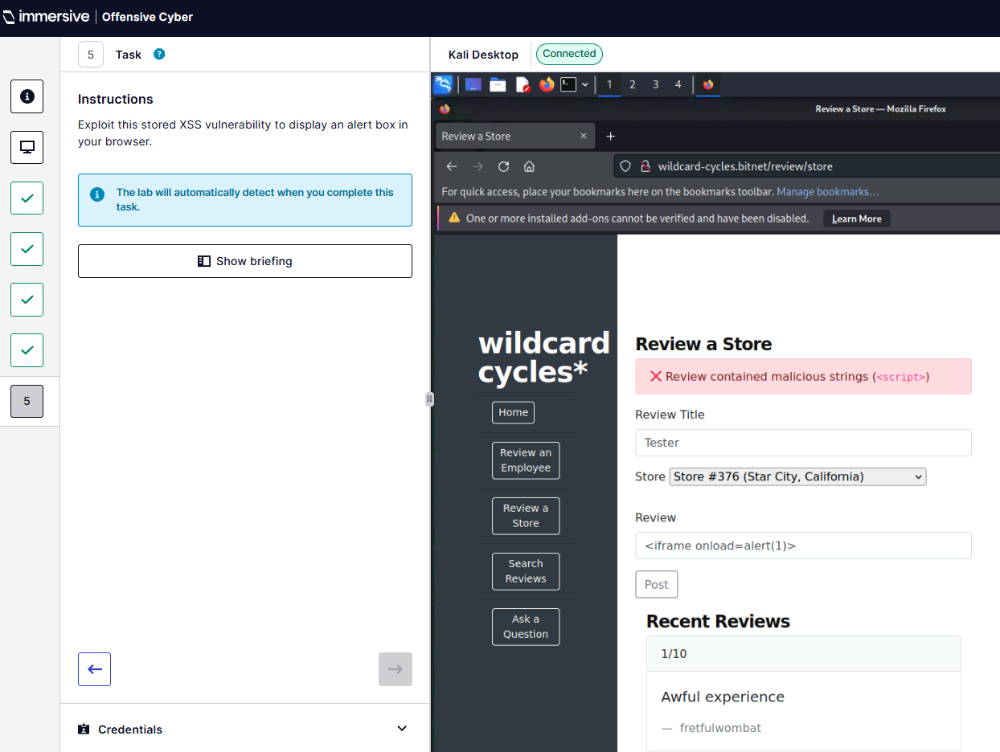 immersive | Offensive Cyber
5 Task ?
Kali Desktop Connected
Instructions
Exploit this stored XSS vulnerability to display an alert box in
your browser.
The lab will automatically detect when you complete this
task.
Show briefing
5
Credentials
1 2 3 4
Review a Store — Mozilla Firefox
Review a Store
wildcard-cycles.bitnet/review/store
For quick access, place your bookmarks here on the bookmarks toolbar. Manage bookmarks...
One or more installed add-ons cannot be verified and have been disabled. Learn More
wildcard
cycles*
Home
Review an
Employee
Review a
Store
Search
Reviews
Ask a
Question
Review a Store
Review contained malicious strings (<script>)
Review Title
Tester
Store Store #376 (Star City, California)
Review
<iframe onload=alert(1)>
Post
Recent Reviews
1/10
Awful experience
— fretfulwombat